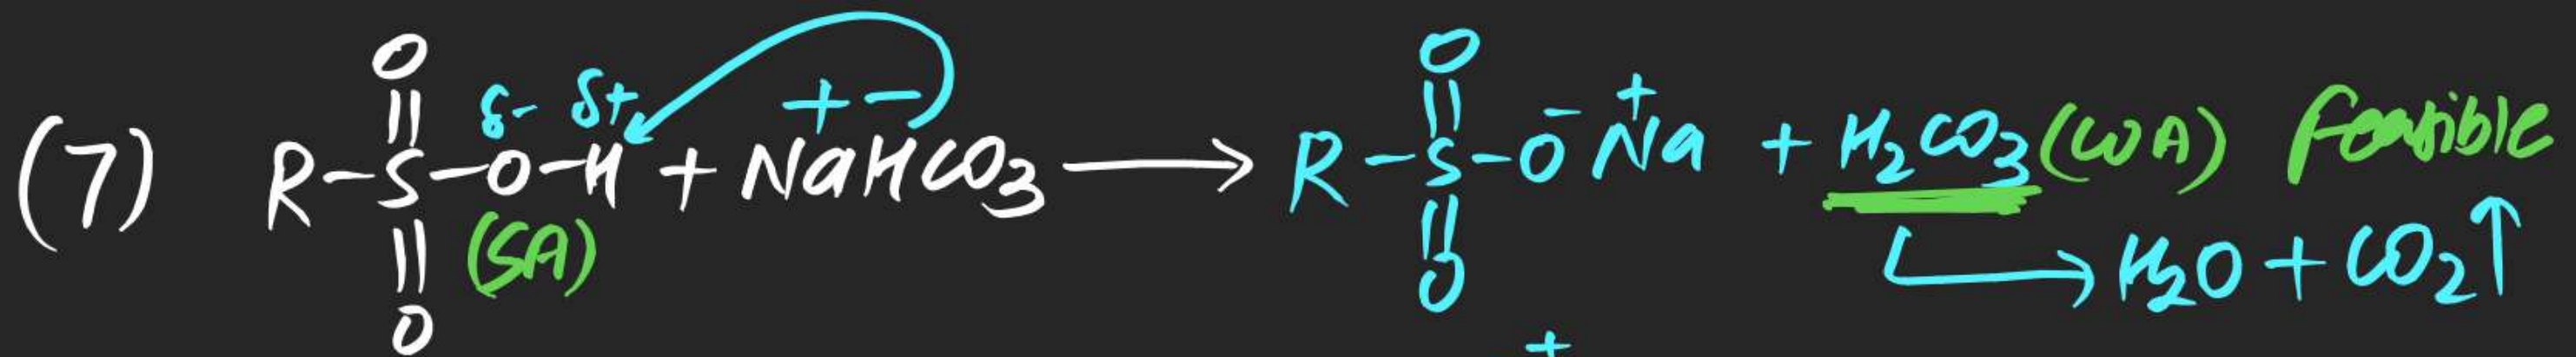 O O
|| δ- δ+ + - || - +
(7) R-S-O-H + NaHCO3 ⟶ R-S-O Na + H2CO3 (WA) feasible
|| (SA) || ⟶ H2O + CO2↑
O O
+